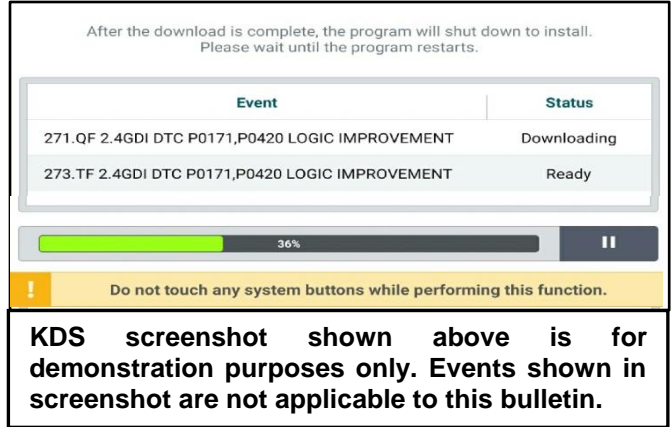 After the download is complete, the program will shut down to install.
Please wait until the program restarts.
Event Status
271.QF 2.4GDI DTC P0171,P0420 LOGIC IMPROVEMENT Downloading
273.TF 2.4GDI DTC P0171,P0420 LOGIC IMPROVEMENT Ready
36%
! Do not touch any system buttons while performing this function.
KDS screenshot shown above is for
demonstration purposes only. Events shown in
screenshot are not applicable to this bulletin.